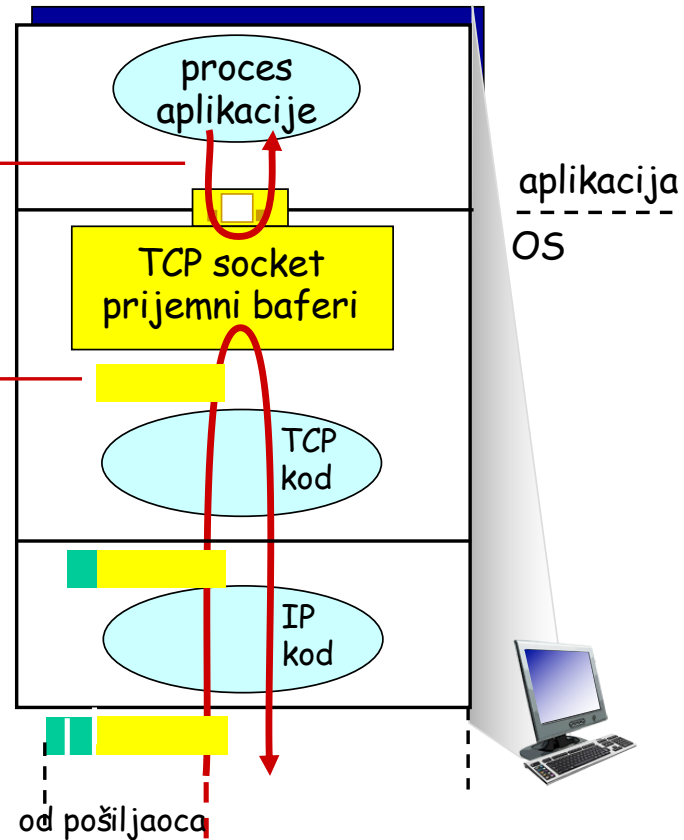 proces
aplikacije
aplikacija
OS
TCP socket
prijemni baferi
TCP
kod
IP
kod
od pošiljaoca